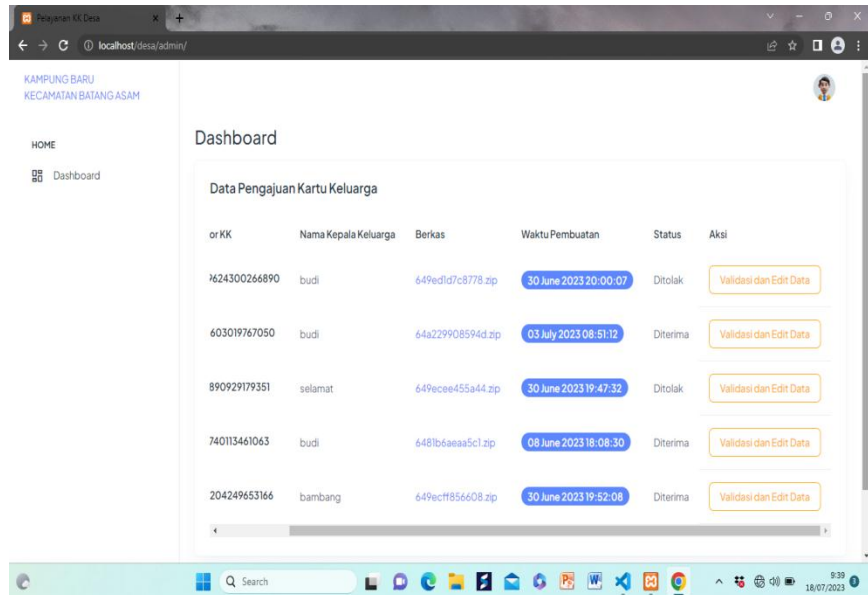 Pelayanan KK Desa
localhost/desa/admin/
KAMPUNG BARU
KECAMATAN BATANG ASAM
HOME
Dashboard
Dashboard
Data Pengajuan Kartu Keluarga
or KK Nama Kepala Keluarga Berkas Waktu Pembuatan Status Aksi
624300266890 budi 649ed1d7c8778.zip 30 June 2023 20:00:07 Ditolak Validasi dan Edit Data
603019767050 budi 64a229908594d.zip 03 July 2023 08:51:12 Diterima Validasi dan Edit Data
890929179351 selamat 649ecee455a44.zip 30 June 2023 19:47:32 Ditolak Validasi dan Edit Data
740113461063 budi 6481b6aeaa5c1.zip 08 June 2023 18:08:30 Diterima Validasi dan Edit Data
204249653166 bambang 649ecff856608.zip 30 June 2023 19:52:08 Diterima Validasi dan Edit Data
Search
9:39
18/07/2023